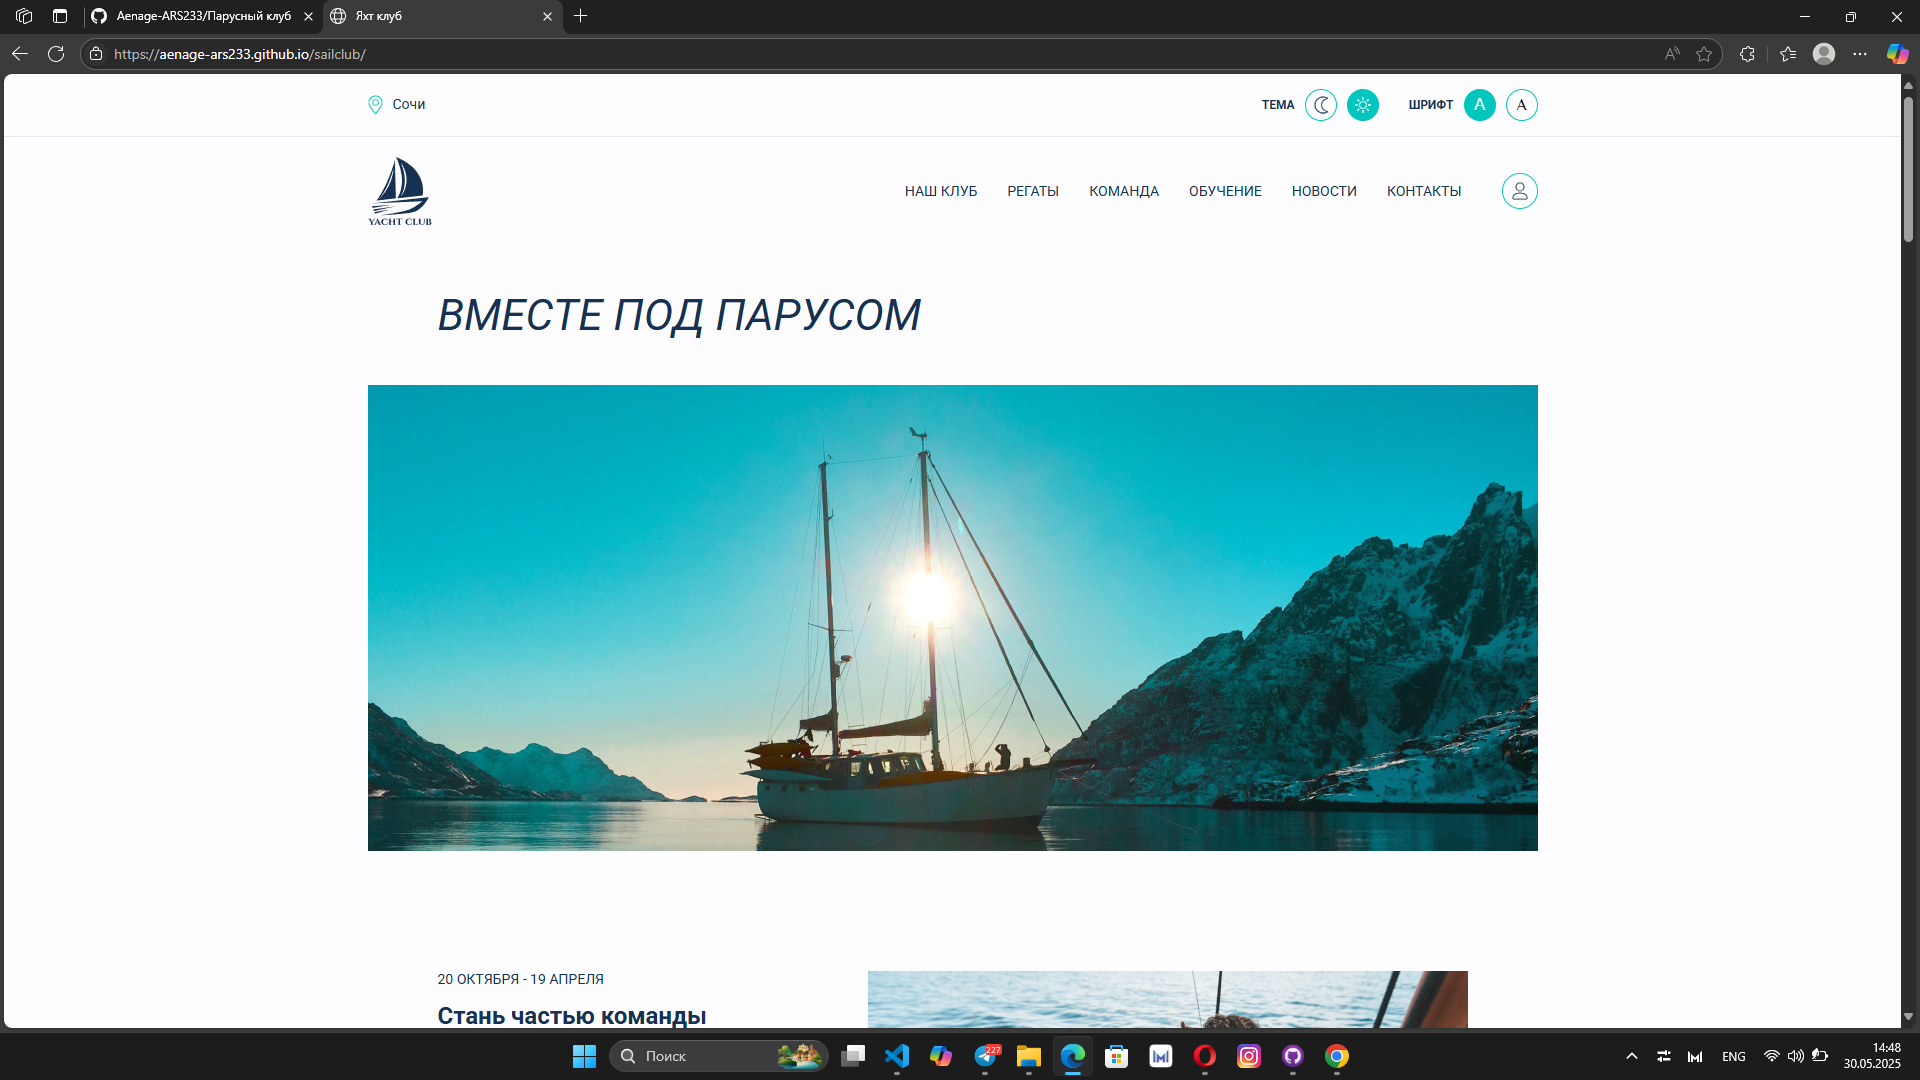 Aenage-ARS233/Парусный клуб
Яхт клуб
https://aenage-ars233.github.io/sailclub/
Сочи
ТЕМА
ШРИФТ
A
A
YACHT CLUB
НАШ КЛУБ
РЕГАТЫ
КОМАНДА
ОБУЧЕНИЕ
НОВОСТИ
КОНТАКТЫ
ВМЕСТЕ ПОД ПАРУСОМ
20 ОКТЯБРЯ - 19 АПРЕЛЯ
Стань частью команды
Поиск
227
ENG
14:48
30.05.2025